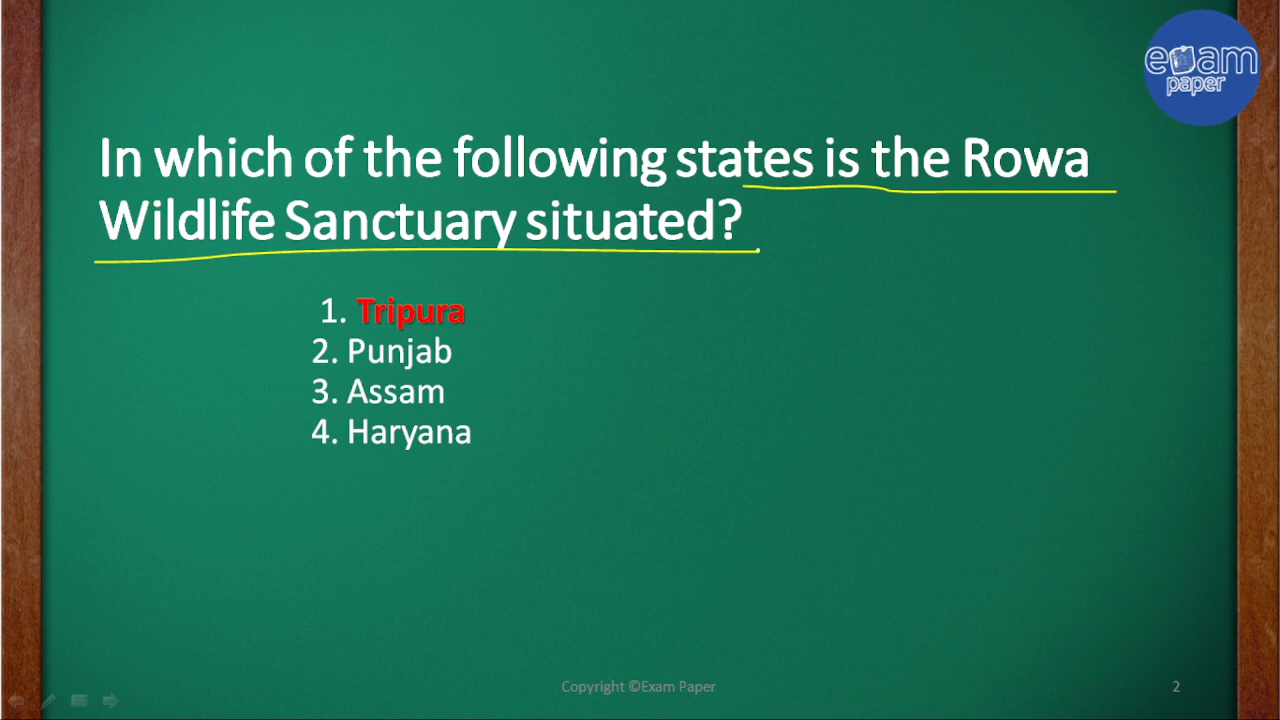 exam
paper
In which of the following states is the Rowa
Wildlife Sanctuary situated?
1. Tripura
2. Punjab
3. Assam
4. Haryana
Copyright ©Exam Paper
2